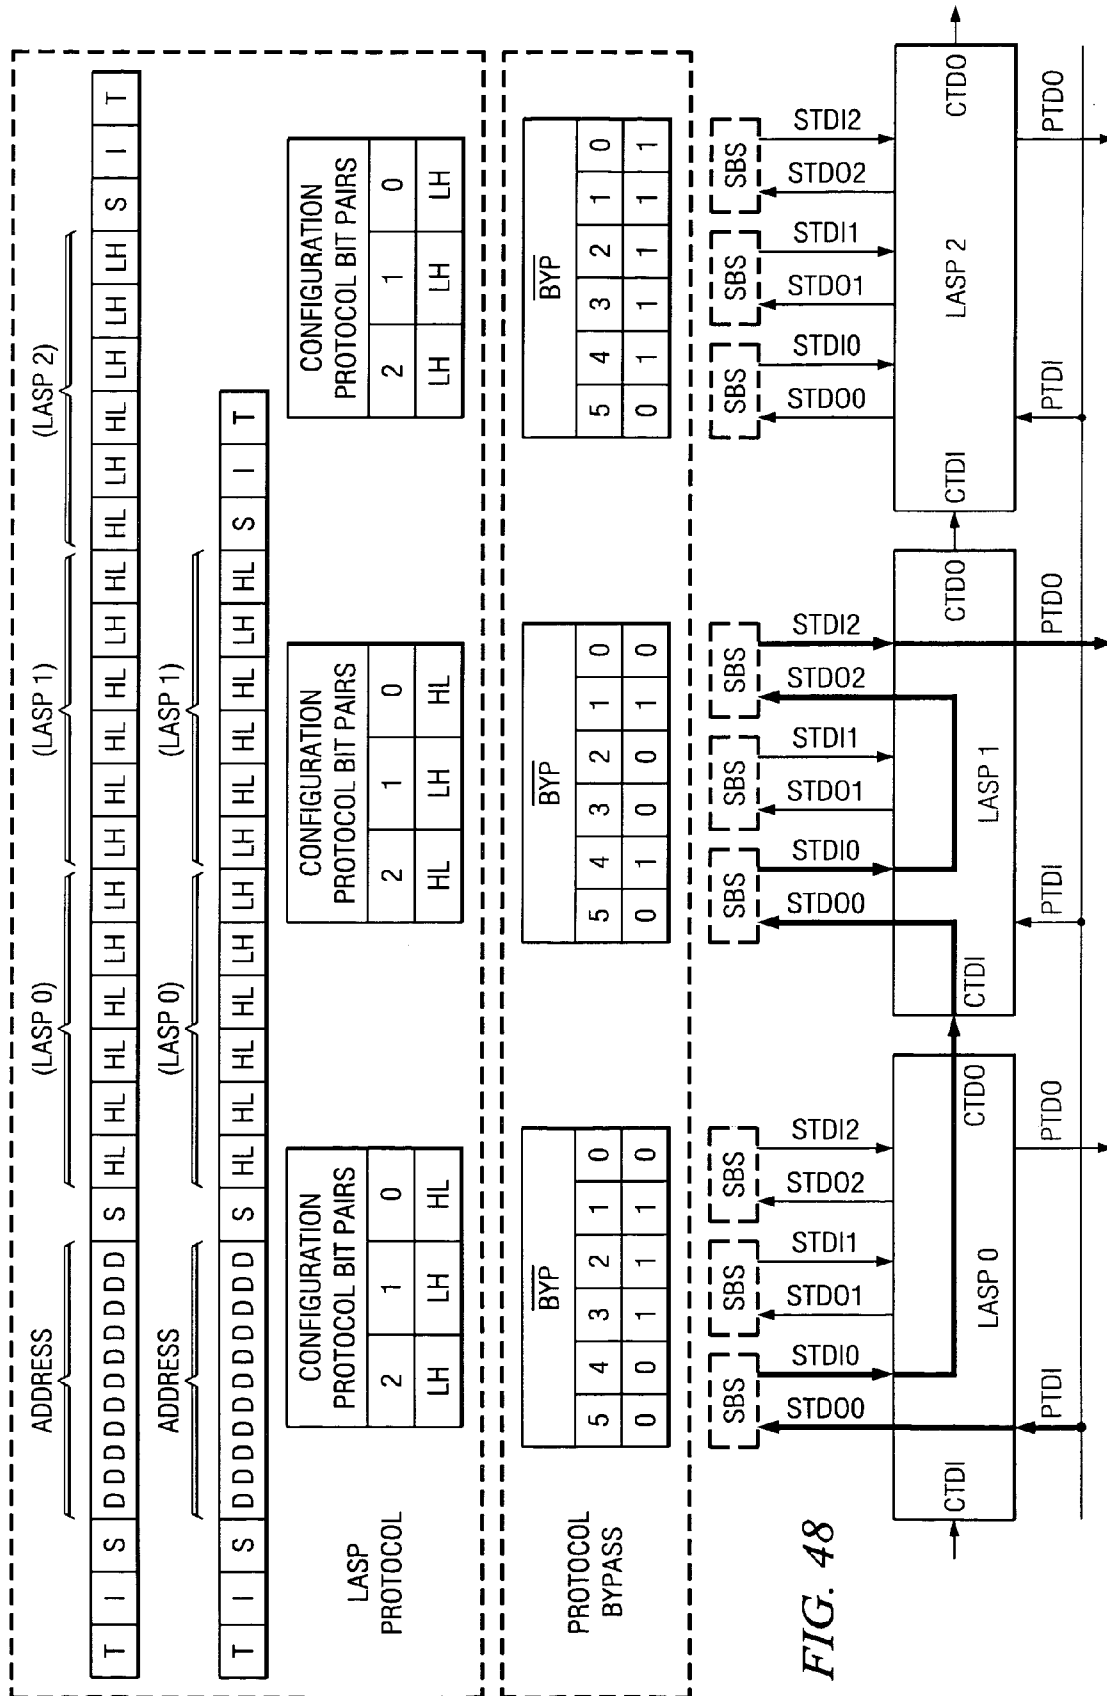 ADDRESS (LASP 0) (LASP 1) (LASP 2)
T I S D D D D D D D D D D S HL HL HL HL LH LH LH HL HL HL LH HL HL LH HL LH LH LH S I T
ADDRESS (LASP 0) (LASP 1)
T I S D D D D D D D D D D S HL HL HL HL LH LH LH HL HL HL LH HL S I T
LASP
PROTOCOL
CONFIGURATION
PROTOCOL BIT PAIRS
2 1 0
LH LH HL
CONFIGURATION
PROTOCOL BIT PAIRS
2 1 0
HL LH HL
CONFIGURATION
PROTOCOL BIT PAIRS
2 1 0
LH LH LH
PROTOCOL
BYPASS
BYP
5 4 3 2 1 0
0 0 1 1 1 0
BYP
5 4 3 2 1 0
0 1 0 0 1 0
BYP
5 4 3 2 1 0
0 1 1 1 1 1
SBS SBS SBS SBS SBS SBS SBS SBS SBS
STDO0 STDI0 STDO1 STDI1 STDO2 STDI2
STDO0 STDI0 STDO1 STDI1 STDO2 STDI2
STDO0 STDI0 STDO1 STDI1 STDO2 STDI2
CTDI LASP 0 CTDO
CTDI LASP 1 CTDO
CTDI LASP 2 CTDO
PTDI PTDO PTDI PTDO PTDI PTDO
FIG. 48